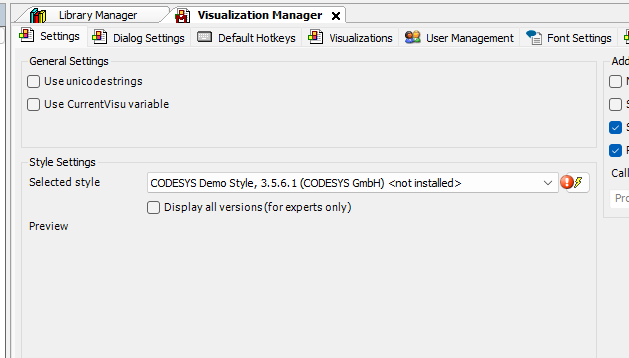 Library Manager
Visualization Manager
Settings
Dialog Settings
Default Hotkeys
Visualizations
User Management
Font Settings
General Settings
Add
Use unicode strings
Use CurrentVisu variable
Style Settings
Selected style
CODESYS Demo Style, 3.5.6.1 (CODESYS GmbH) <not installed>
Call
Display all versions (for experts only)
Pro
Preview